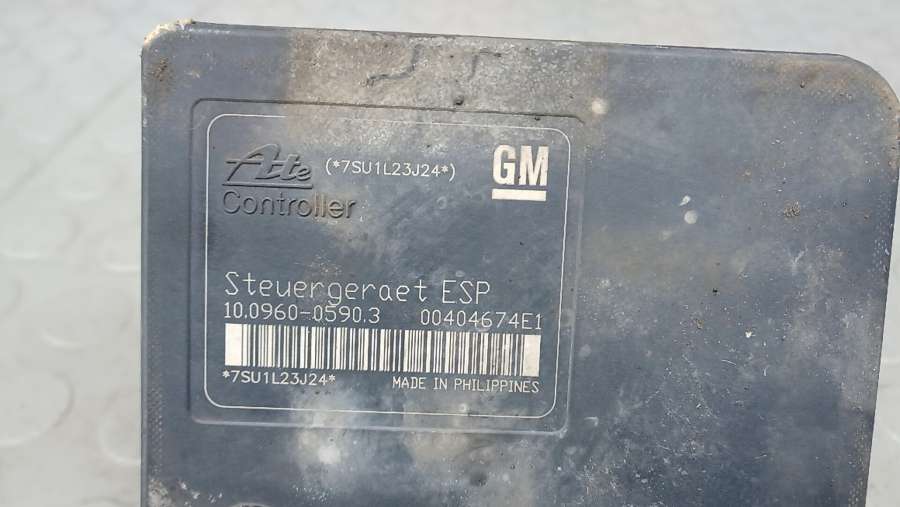 Ate (*7SU1L23J24*) GM
Controller
Steuergeraet ESP
10.0960-0590.3 00404674E1
*7SU1L23J24* MADE IN PHILIPPINES